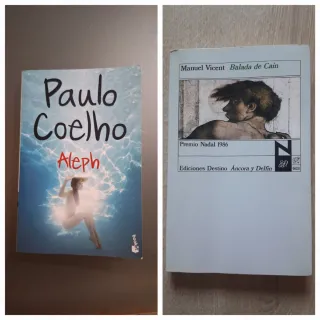 Paulo
Coelho
Aleph
Manuel Vicent Balada de Caín
Premio Nadal 1986
Ediciones Destino Áncora y Delfín